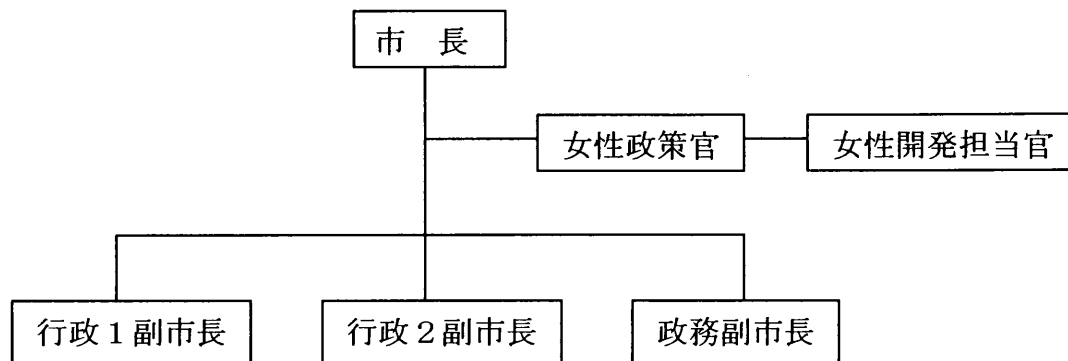 市　長
女性政策官
女性開発担当官
行政１副市長
行政２副市長
政務副市長